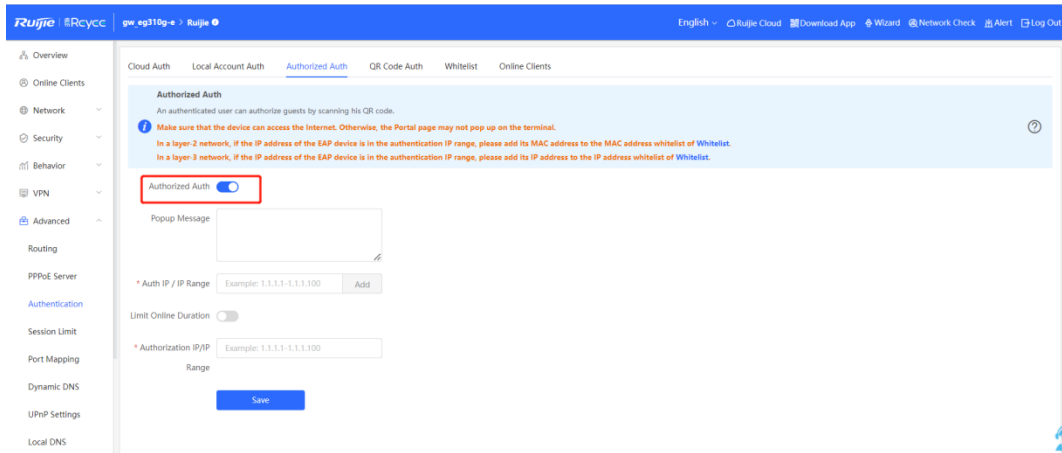 Ruijie Rcycc gw_eg310g-e > Ruijie English Ruijie Cloud Download App Wizard Network Check Alert Log Out
Overview
Online Clients
Network
Security
Behavior
VPN
Advanced
Routing
PPPoE Server
Authentication
Session Limit
Port Mapping
Dynamic DNS
UPnP Settings
Local DNS
Cloud Auth Local Account Auth Authorized Auth QR Code Auth Whitelist Online Clients
Authorized Auth
An authenticated user can authorize guests by scanning his QR code.
Make sure that the device can access the Internet. Otherwise, the Portal page may not pop up on the terminal.
In a layer-2 network, if the IP address of the EAP device is in the authentication IP range, please add its MAC address to the MAC address whitelist of Whitelist.
In a layer-3 network, if the IP address of the EAP device is in the authentication IP range, please add its IP address to the IP address whitelist of Whitelist.
Authorized Auth
Popup Message
* Auth IP / IP Range Example: 1.1.1.1-1.1.1.100 Add
Limit Online Duration
* Authorization IP/IP Range Example: 1.1.1.1-1.1.1.100
Save